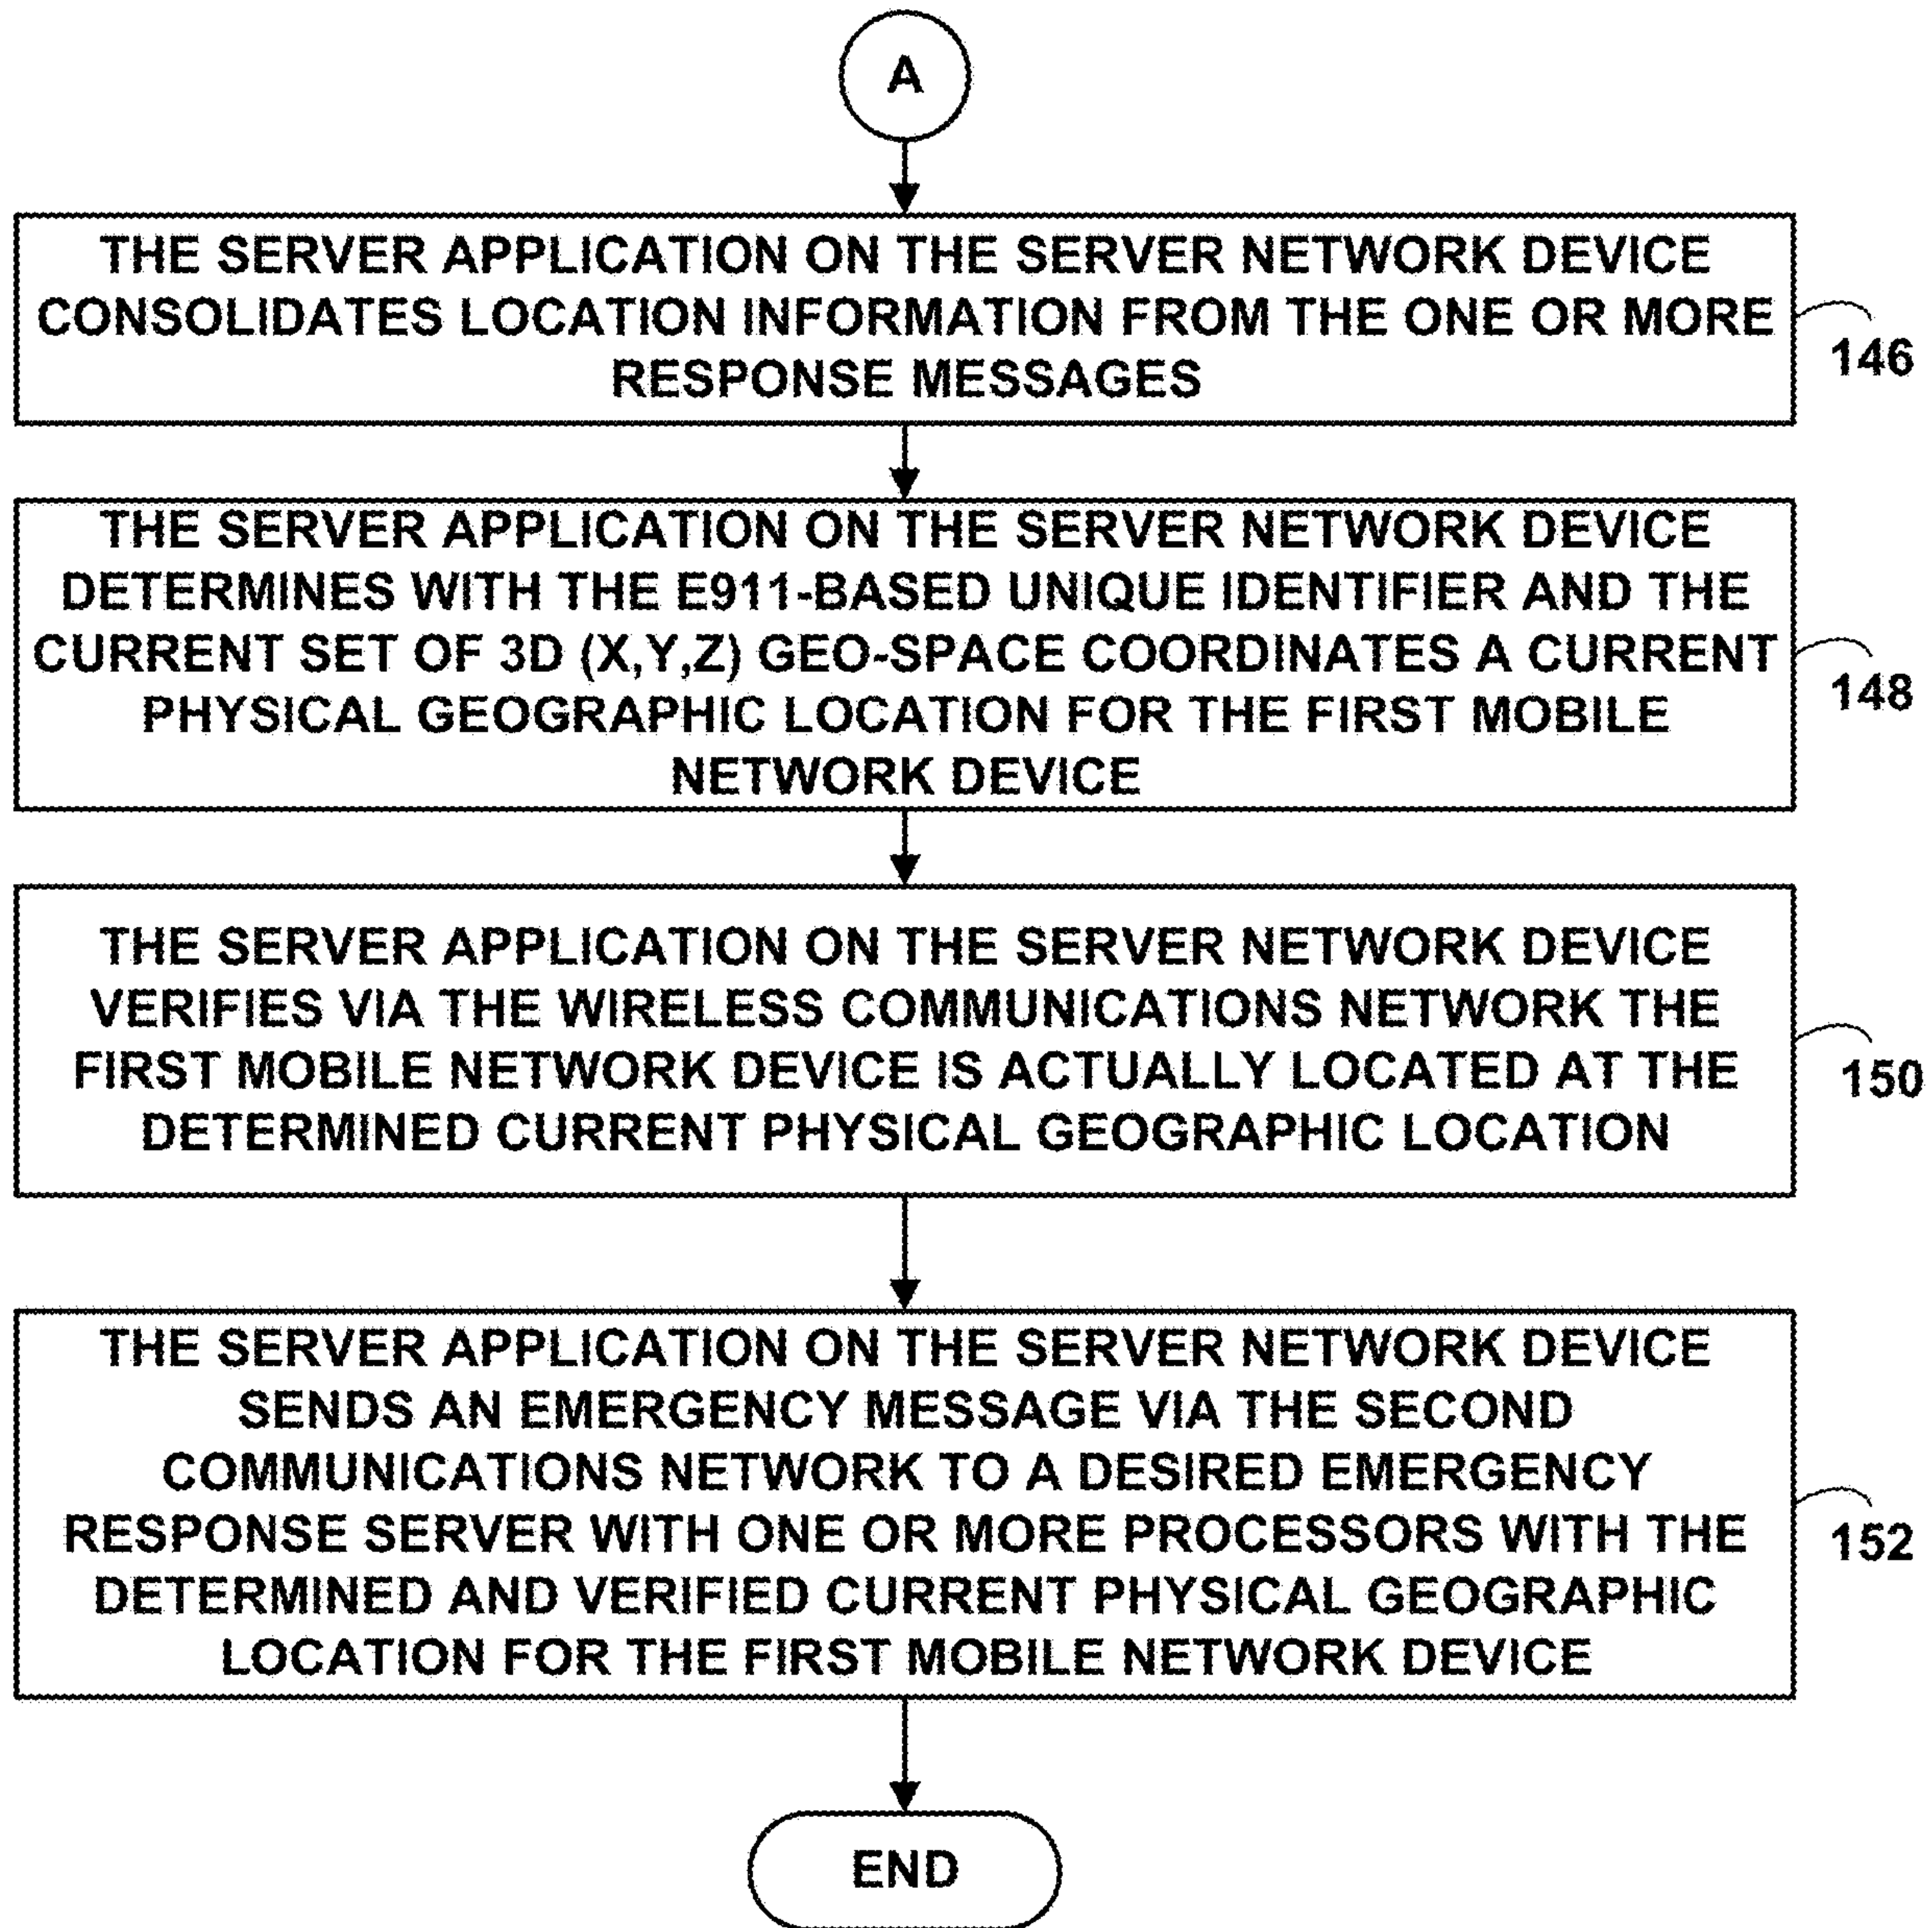 A
THE SERVER APPLICATION ON THE SERVER NETWORK DEVICE
CONSOLIDATES LOCATION INFORMATION FROM THE ONE OR MORE
RESPONSE MESSAGES
146
THE SERVER APPLICATION ON THE SERVER NETWORK DEVICE
DETERMINES WITH THE E911-BASED UNIQUE IDENTIFIER AND THE
CURRENT SET OF 3D (X,Y,Z) GEO-SPACE COORDINATES A CURRENT
PHYSICAL GEOGRAPHIC LOCATION FOR THE FIRST MOBILE
NETWORK DEVICE
148
THE SERVER APPLICATION ON THE SERVER NETWORK DEVICE
VERIFIES VIA THE WIRELESS COMMUNICATIONS NETWORK THE
FIRST MOBILE NETWORK DEVICE IS ACTUALLY LOCATED AT THE
DETERMINED CURRENT PHYSICAL GEOGRAPHIC LOCATION
150
THE SERVER APPLICATION ON THE SERVER NETWORK DEVICE
SENDS AN EMERGENCY MESSAGE VIA THE SECOND
COMMUNICATIONS NETWORK TO A DESIRED EMERGENCY
RESPONSE SERVER WITH ONE OR MORE PROCESSORS WITH THE
DETERMINED AND VERIFIED CURRENT PHYSICAL GEOGRAPHIC
LOCATION FOR THE FIRST MOBILE NETWORK DEVICE
152
END